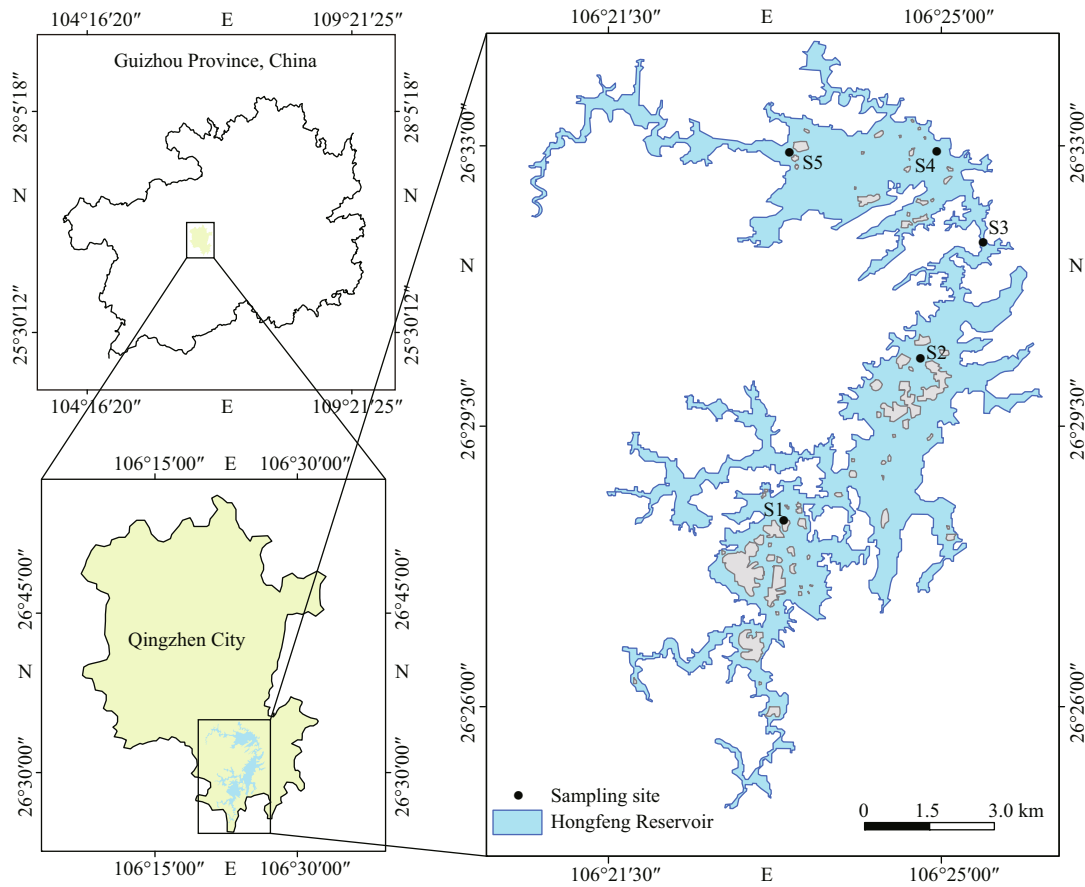 104°16′20″ E 109°21′25″
Guizhou Province, China
28°5′18″
N
25°30′12″
28°5′18″
N
25°30′12″
104°16′20″ E 109°21′25″
106°15′00″ E 106°30′00″
26°45′00″
N
26°30′00″
Qingzhen City
26°45′00″
N
26°30′00″
106°15′00″ E 106°30′00″
106°21′30″ E 106°25′00″
26°33′00″
N
26°29′30″
26°26′00″
S5
S4
S3
S2
S1
Sampling site
Hongfeng Reservoir
0 1.5 3.0 km
26°33′00″
N
26°29′30″
26°26′00″
106°21′30″ E 106°25′00″